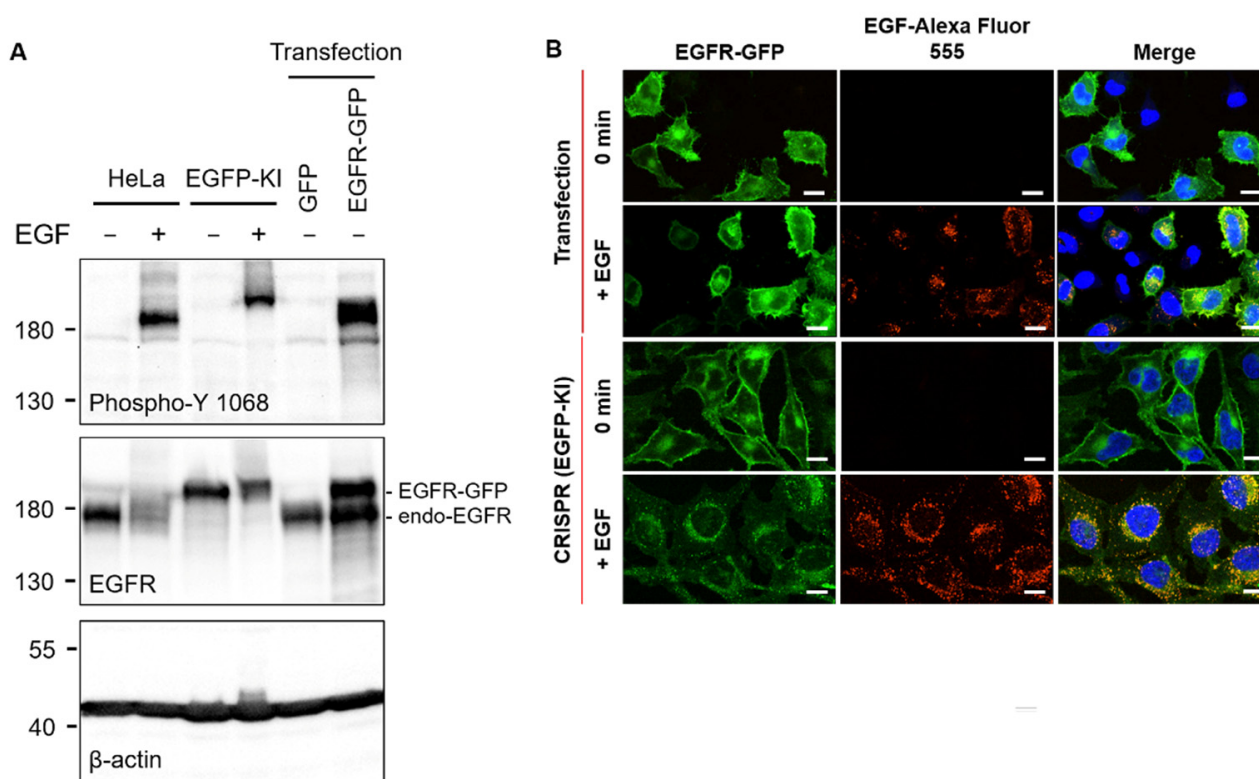 A
Transfection
HeLa
EGFP-KI
GFP
EGFR-GFP
EGF
– + – + – –
180
130
Phospho-Y 1068
180
130
EGFR
- EGFR-GFP
- endo-EGFR
55
40
β-actin
B
EGFR-GFP
EGF-Alexa Fluor
555
Merge
Transfection
0 min
+ EGF
CRISPR (EGFP-KI)
0 min
+ EGF